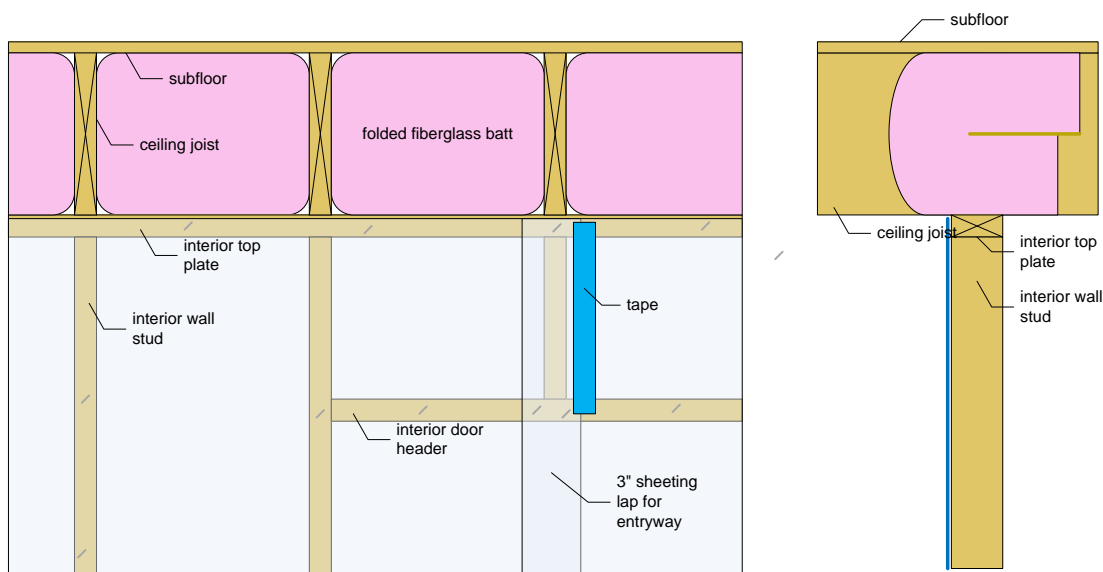 subfloor
subfloor
folded fiberglass batt
ceiling joist
interior top
plate
ceiling joist
interior top
plate
interior wall
stud
tape
interior wall
stud
interior door
header
3" sheeting
lap for
entryway